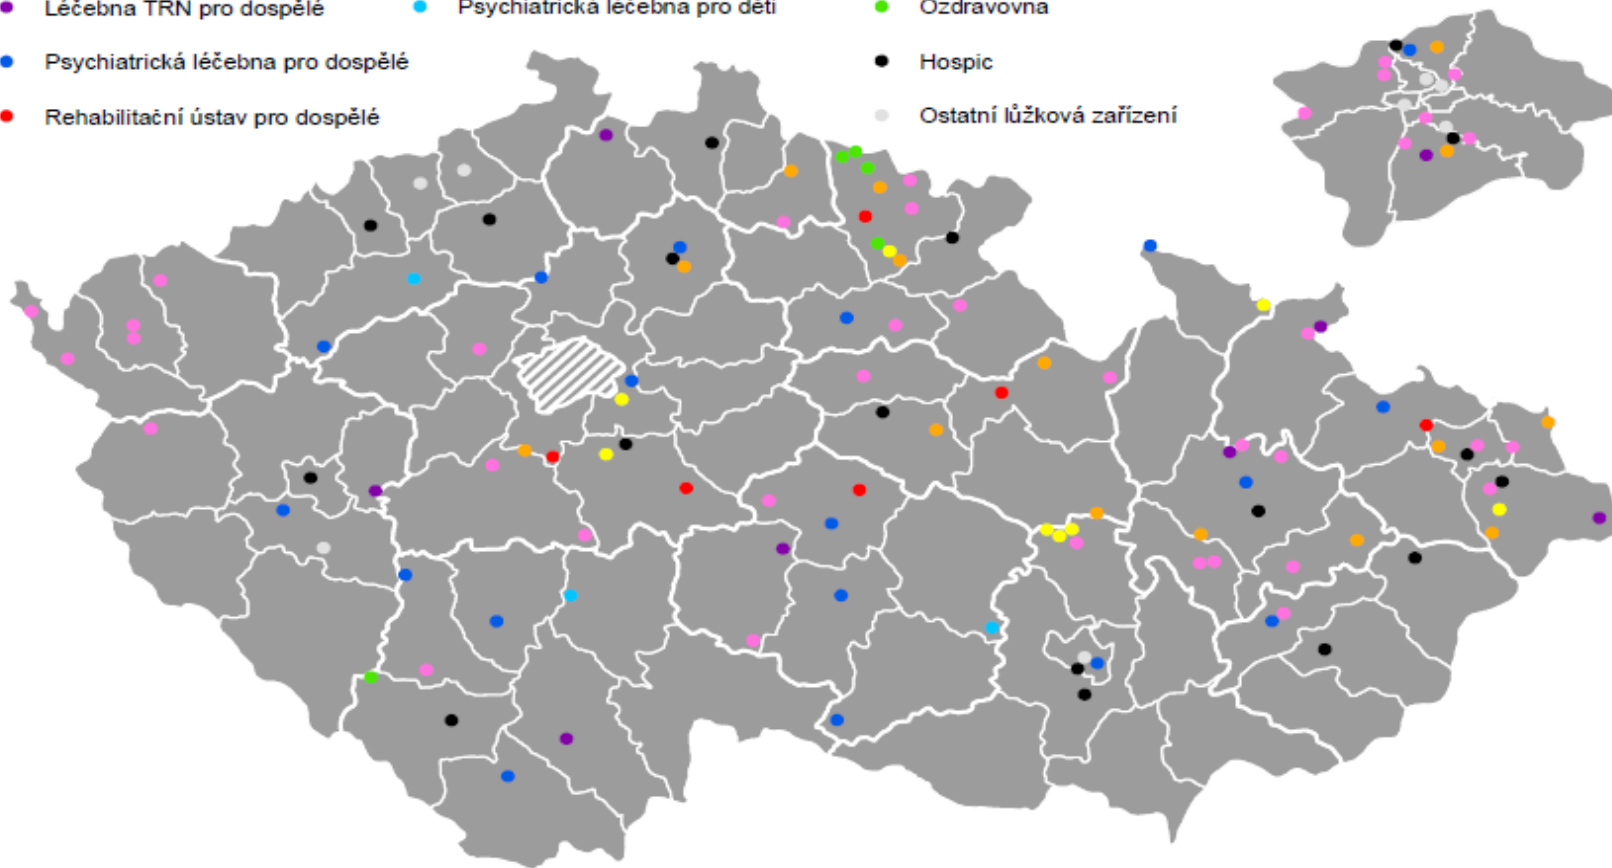 Léčebna TRN pro dospělé
Psychiatrická léčebna pro děti
Ozdravovna
Psychiatrická léčebna pro dospělé
Hospic
Rehabilitační ústav pro dospělé
Ostatní lůžková zařízení